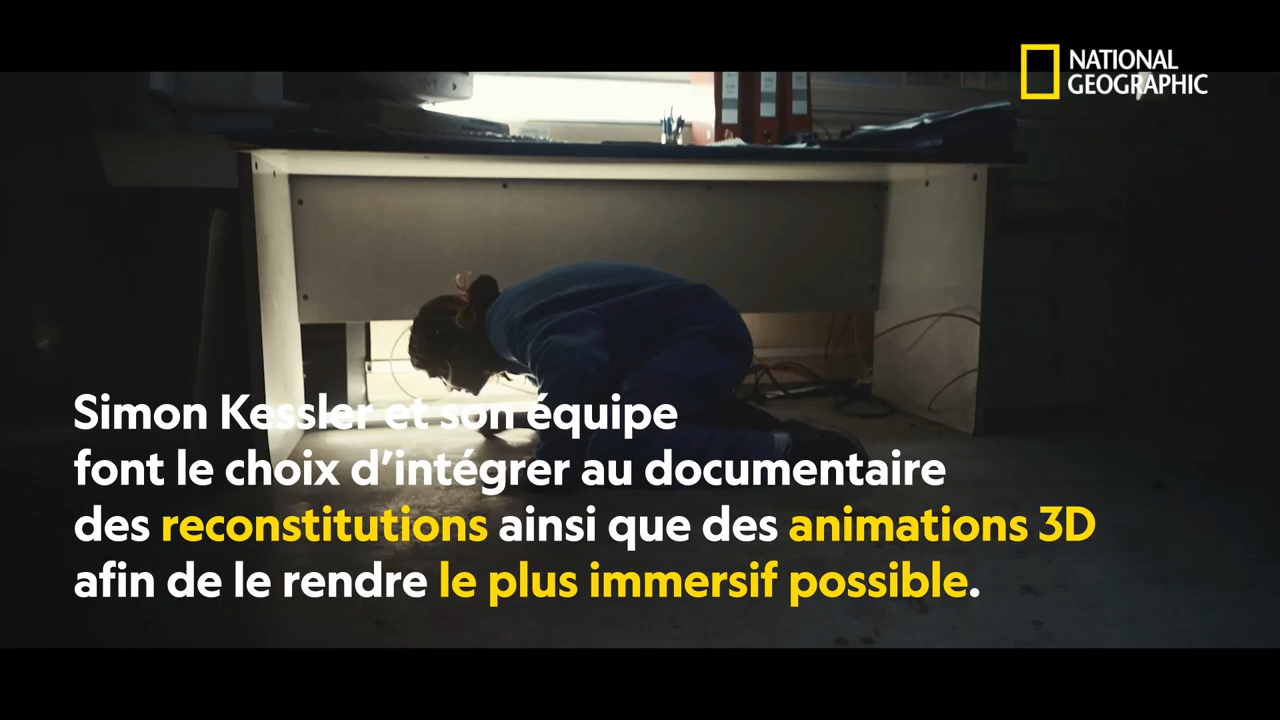 NATIONAL
GEOGRAPHIC
Simon Kessler et son équipe
font le choix d’intégrer au documentaire
des reconstitutions ainsi que des animations 3D
afin de le rendre le plus immersif possible.